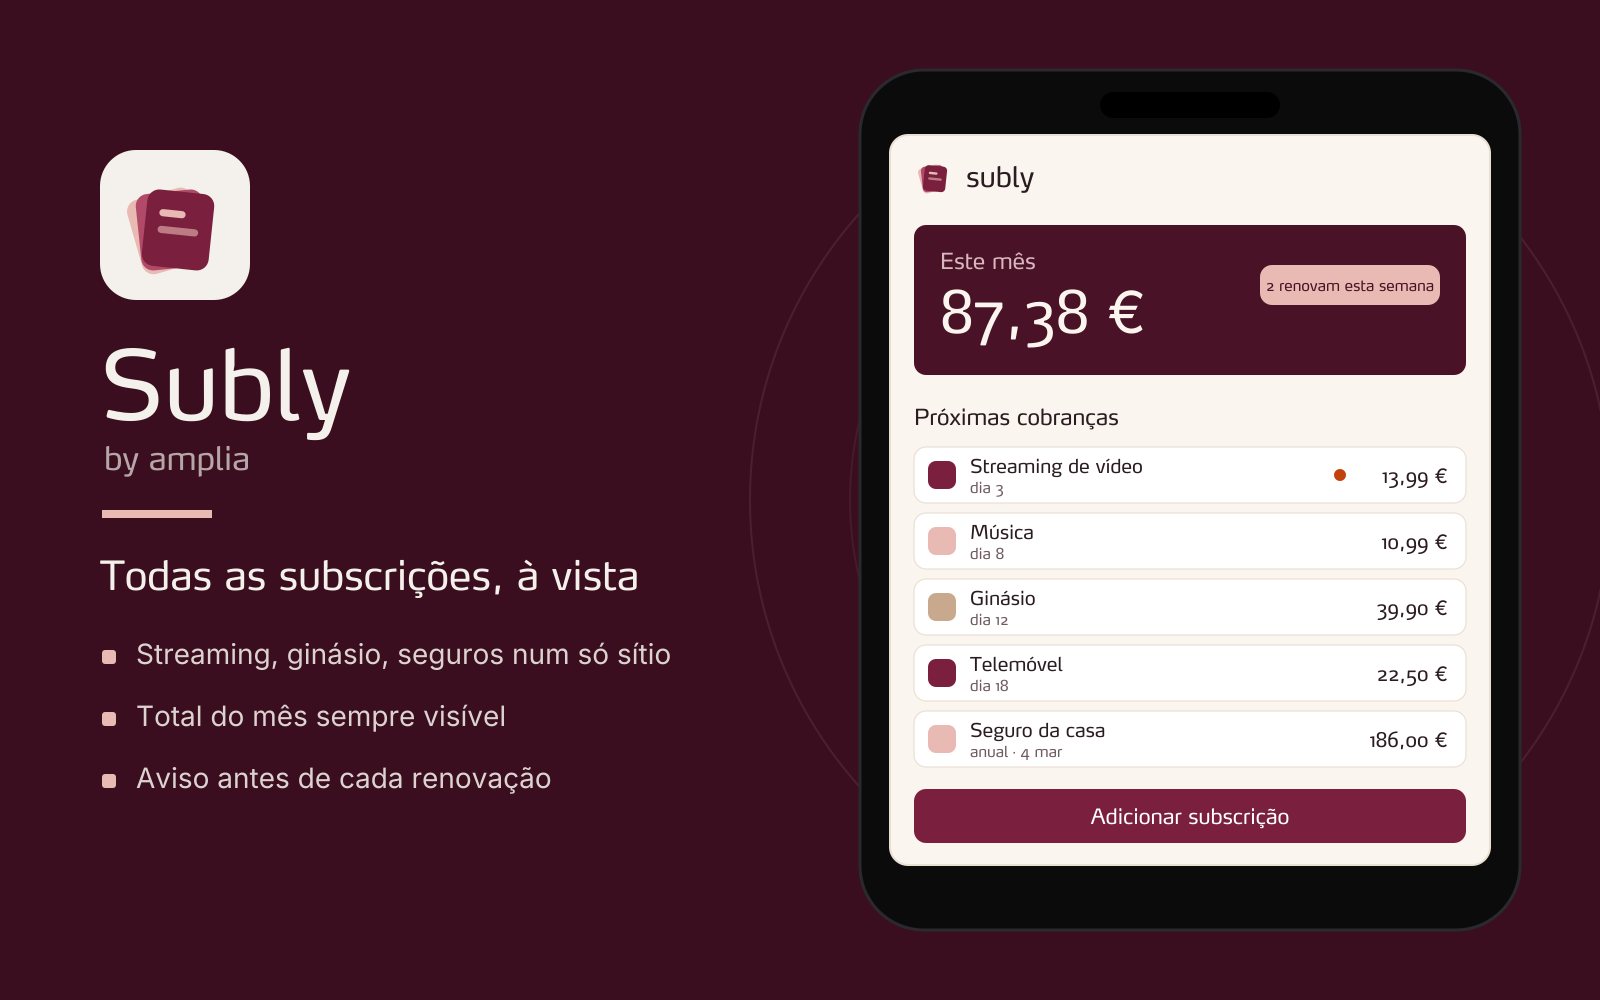 Subly
by amplia
Todas as subscrições, à vista
Streaming, ginásio, seguros num só sítio
Total do mês sempre visível
Aviso antes de cada renovação
subly
Este mês
87,38 €
2 renovam esta semana
Próximas cobranças
Streaming de vídeo
dia 3
13,99 €
Música
dia 8
10,99 €
Ginásio
dia 12
39,90 €
Telemóvel
dia 18
22,50 €
Seguro da casa
anual · 4 mar
186,00 €
Adicionar subscrição